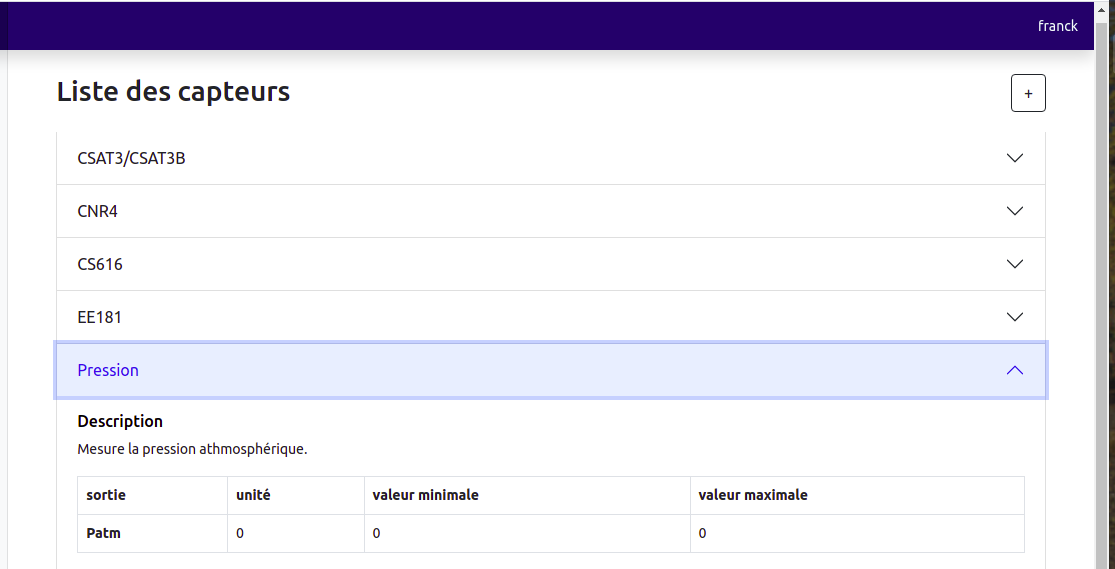 franck
Liste des capteurs
+
CSAT3/CSAT3B
CNR4
CS616
EE181
Pression
Description
Mesure la pression athmosphérique.
sortie unité valeur minimale valeur maximale
Patm 0 0 0